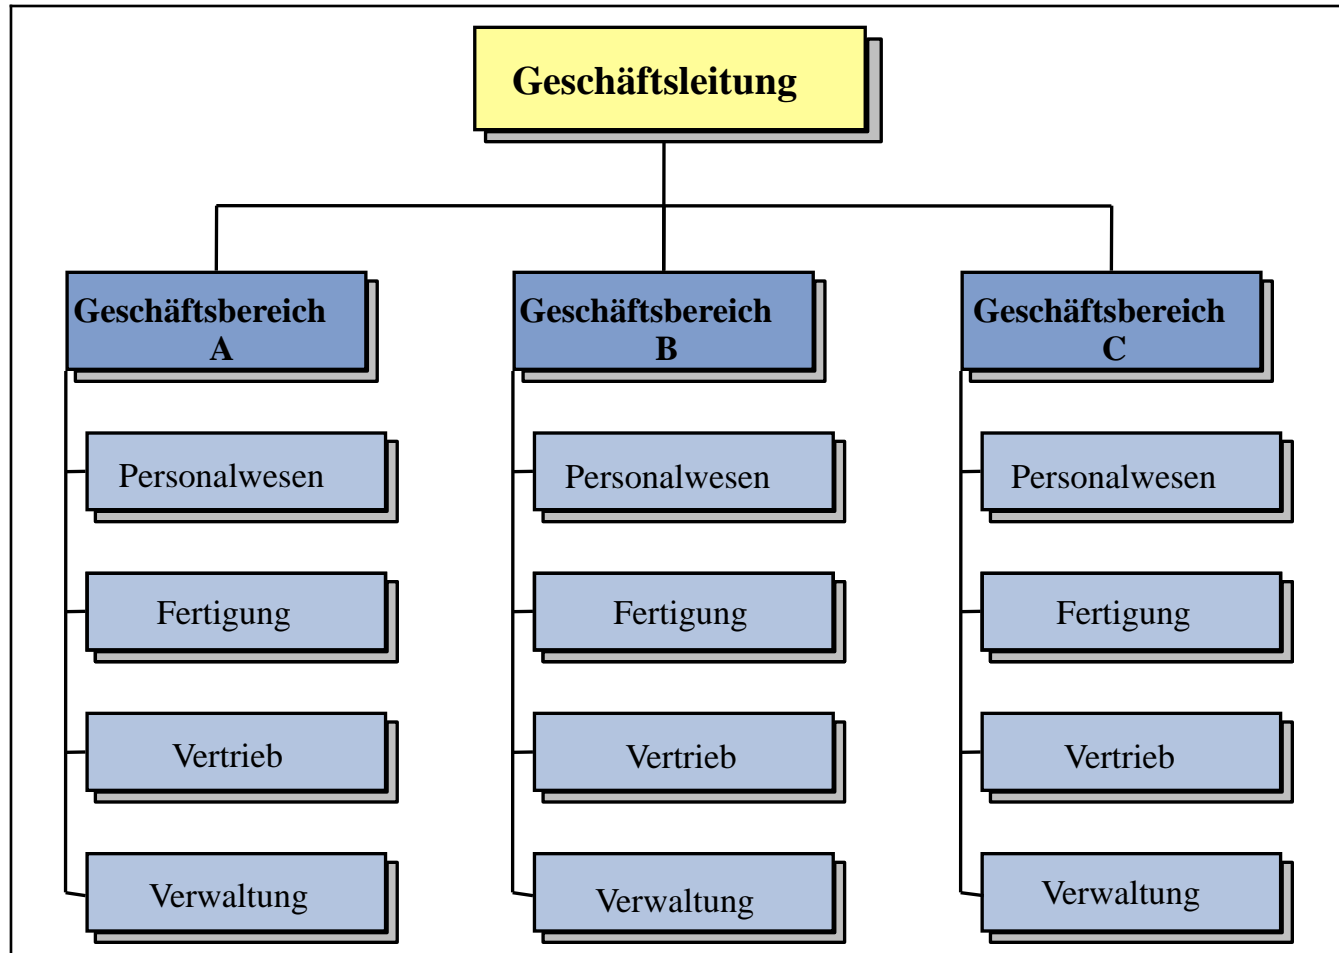 Geschäftsleitung
Geschäftsbereich
A
Geschäftsbereich
B
Geschäftsbereich
C
Personalwesen
Personalwesen
Personalwesen
Fertigung
Fertigung
Fertigung
Vertrieb
Vertrieb
Vertrieb
Verwaltung
Verwaltung
Verwaltung